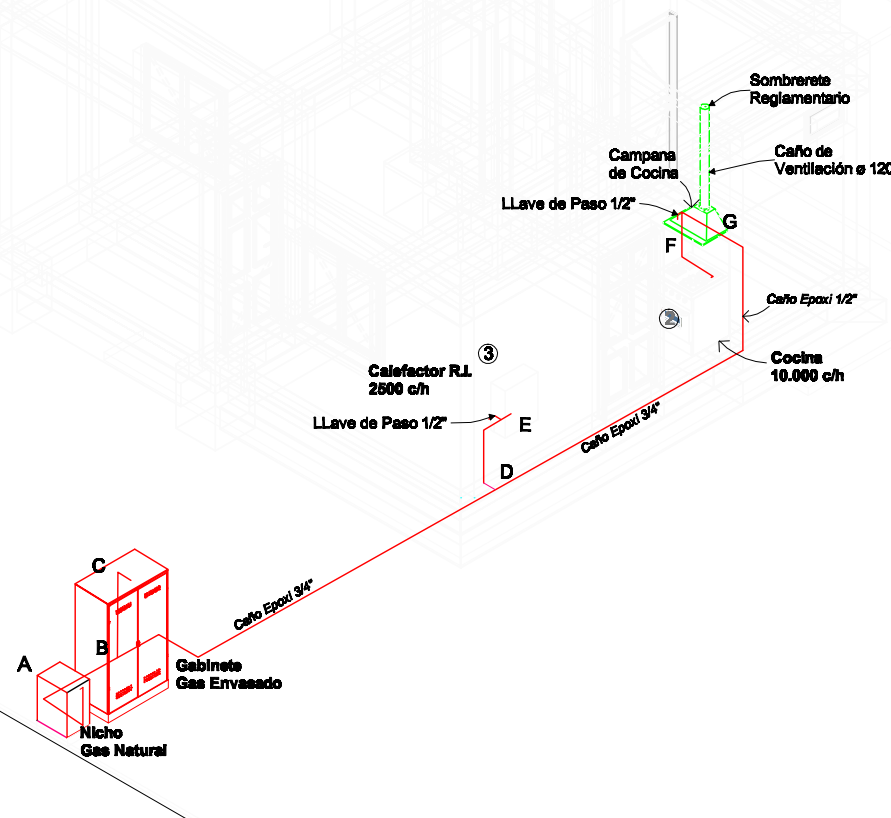 Sombrerete
Reglamentario
Campana
de Cocina
Caño de
Ventilación ø 120
LLave de Paso 1/2"
G
F
Caño Epoxi 1/2"
2
3
Cocina
10.000 c/h
Calefactor R.I.
2500 c/h
LLave de Paso 1/2"
E
Caño Epoxi 3/4"
D
C
Caño Epoxi 3/4"
B
A
Gabinete
Gas Envasado
Nicho
Gas Natural